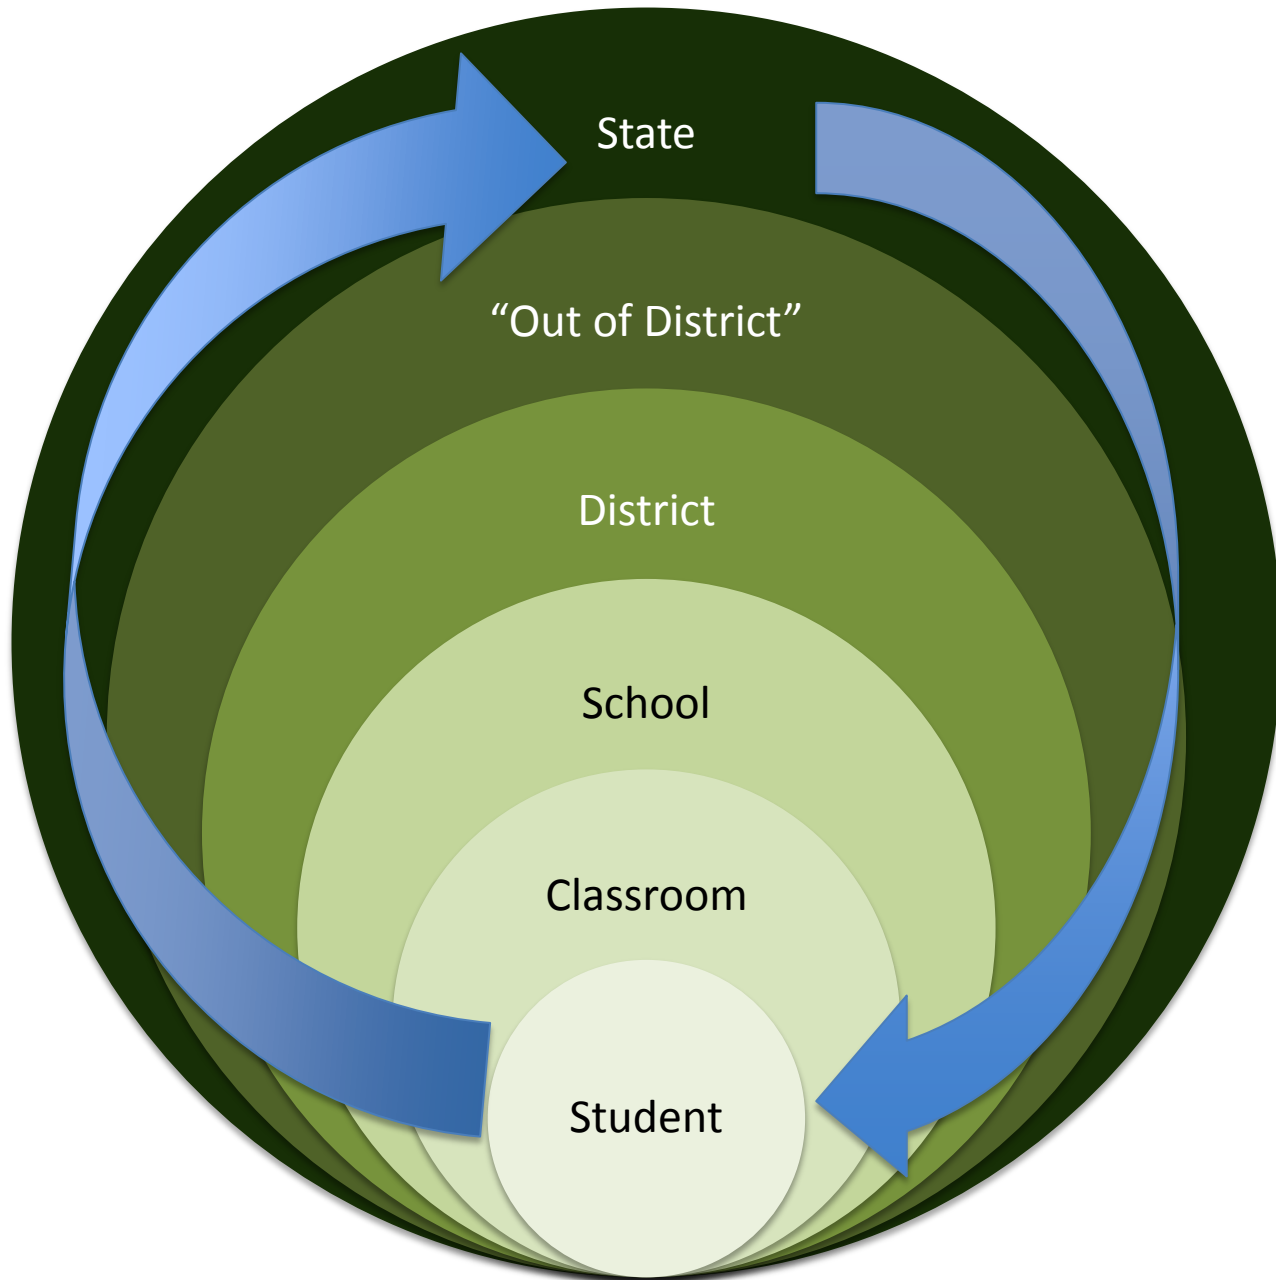 State
“Out of District”
District
School
Classroom
Student